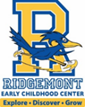 R
RIDGEMONT
EARLY CHILDHOOD CENTER
Explore • Discover • Grow